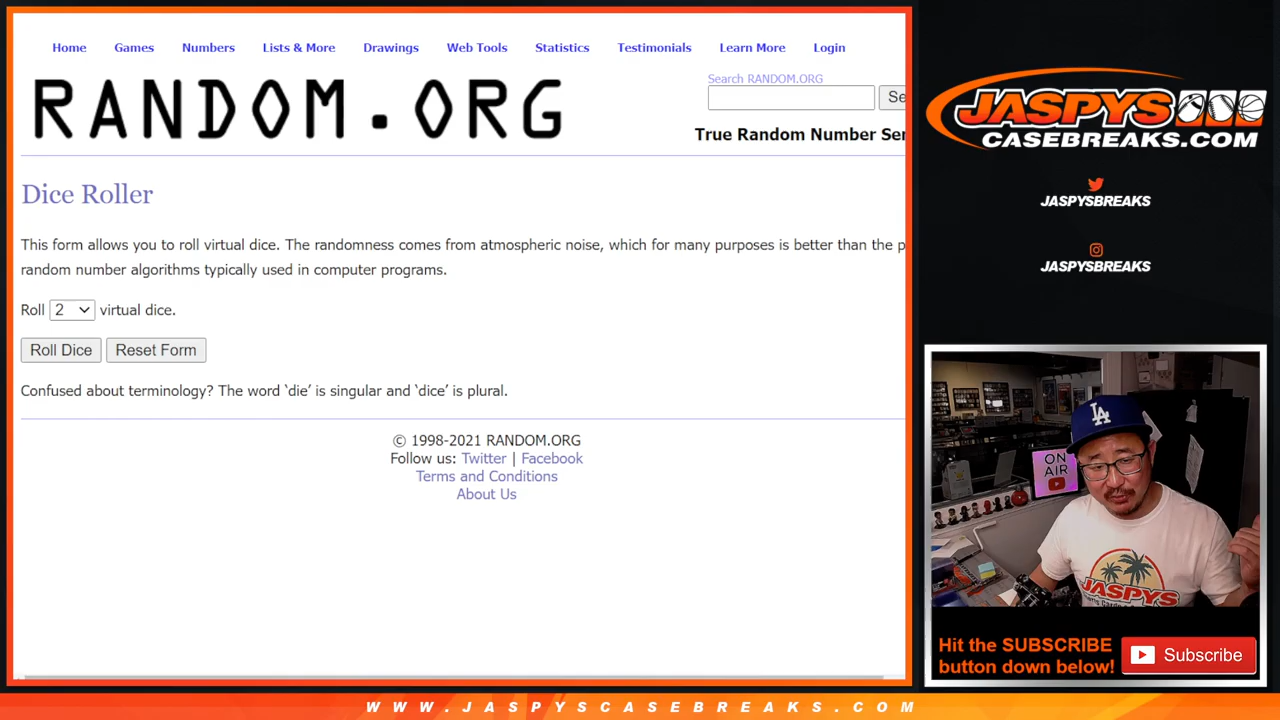 Home Games Numbers Lists & More Drawings Web Tools Statistics Testimonials Learn More Login
RANDOM.ORG
Search RANDOM.ORG
Se
True Random Number Ser
Dice Roller
This form allows you to roll virtual dice. The randomness comes from atmospheric noise, which for many purposes is better than the p
random number algorithms typically used in computer programs.
Roll 2 virtual dice.
Roll Dice Reset Form
Confused about terminology? The word ‘die’ is singular and ‘dice’ is plural.
© 1998-2021 RANDOM.ORG
Follow us: Twitter | Facebook
Terms and Conditions
About Us
JASPYS
CASEBREAKS.COM
JASPYSBREAKS
JASPYSBREAKS
LA
ON
AIR
JASPYS
Hit the SUBSCRIBE
button down below!
Subscribe
WWW.JASPYSCASEBREAKS.COM